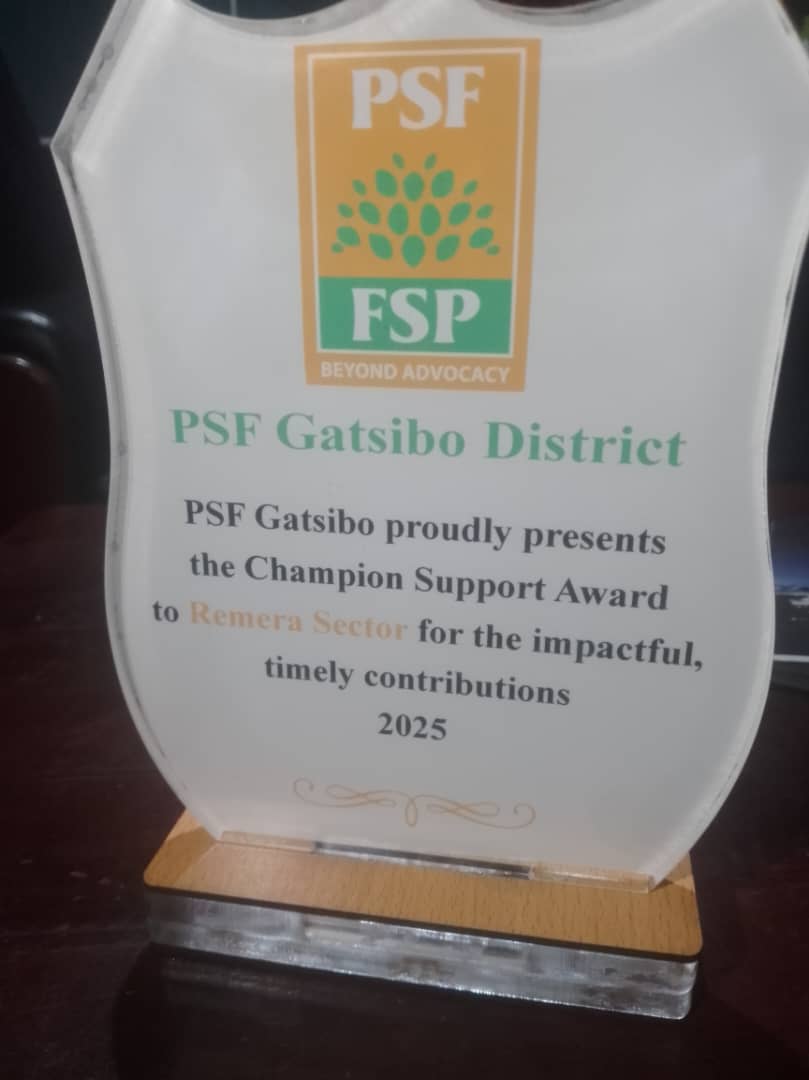 PSF
FSP
BEYOND ADVOCACY
PSF Gatsibo District
PSF Gatsibo proudly presents
the Champion Support Award
to Remera Sector for the impactful,
timely contributions
2025